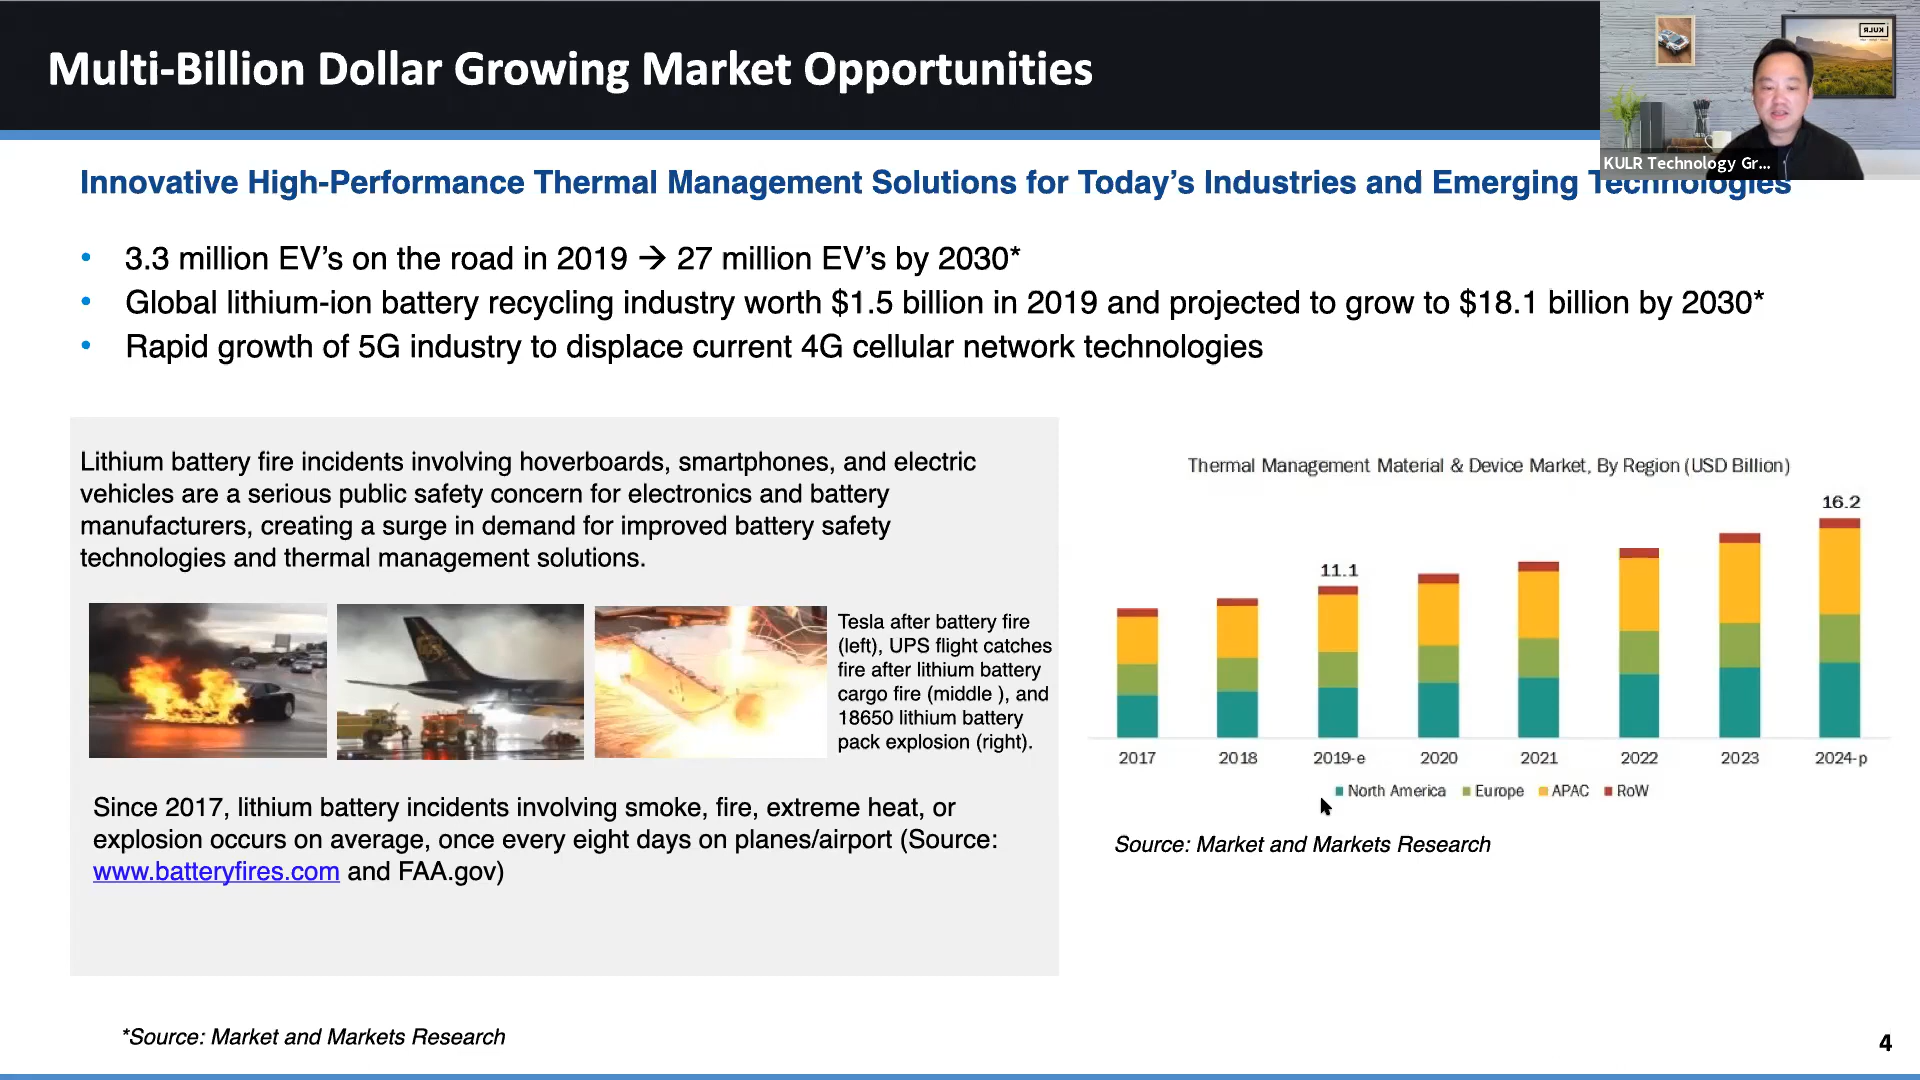 Multi-Billion Dollar Growing Market Opportunities
KULR
KULR Technology Gr...
Innovative High-Performance Thermal Management Solutions for Today’s Industries and Emerging Technologies
• 3.3 million EV’s on the road in 2019 → 27 million EV’s by 2030*
• Global lithium-ion battery recycling industry worth $1.5 billion in 2019 and projected to grow to $18.1 billion by 2030*
• Rapid growth of 5G industry to displace current 4G cellular network technologies
Lithium battery fire incidents involving hoverboards, smartphones, and electric
vehicles are a serious public safety concern for electronics and battery
manufacturers, creating a surge in demand for improved battery safety
technologies and thermal management solutions.
Tesla after battery fire
(left), UPS flight catches
fire after lithium battery
cargo fire (middle ), and
18650 lithium battery
pack explosion (right).
Since 2017, lithium battery incidents involving smoke, fire, extreme heat, or
explosion occurs on average, once every eight days on planes/airport (Source:
www.batteryfires.com and FAA.gov)
Thermal Management Material & Device Market, By Region (USD Billion)
16.2
11.1
2017 2018 2019-e 2020 2021 2022 2023 2024-p
North America Europe APAC RoW
Source: Market and Markets Research
*Source: Market and Markets Research
4